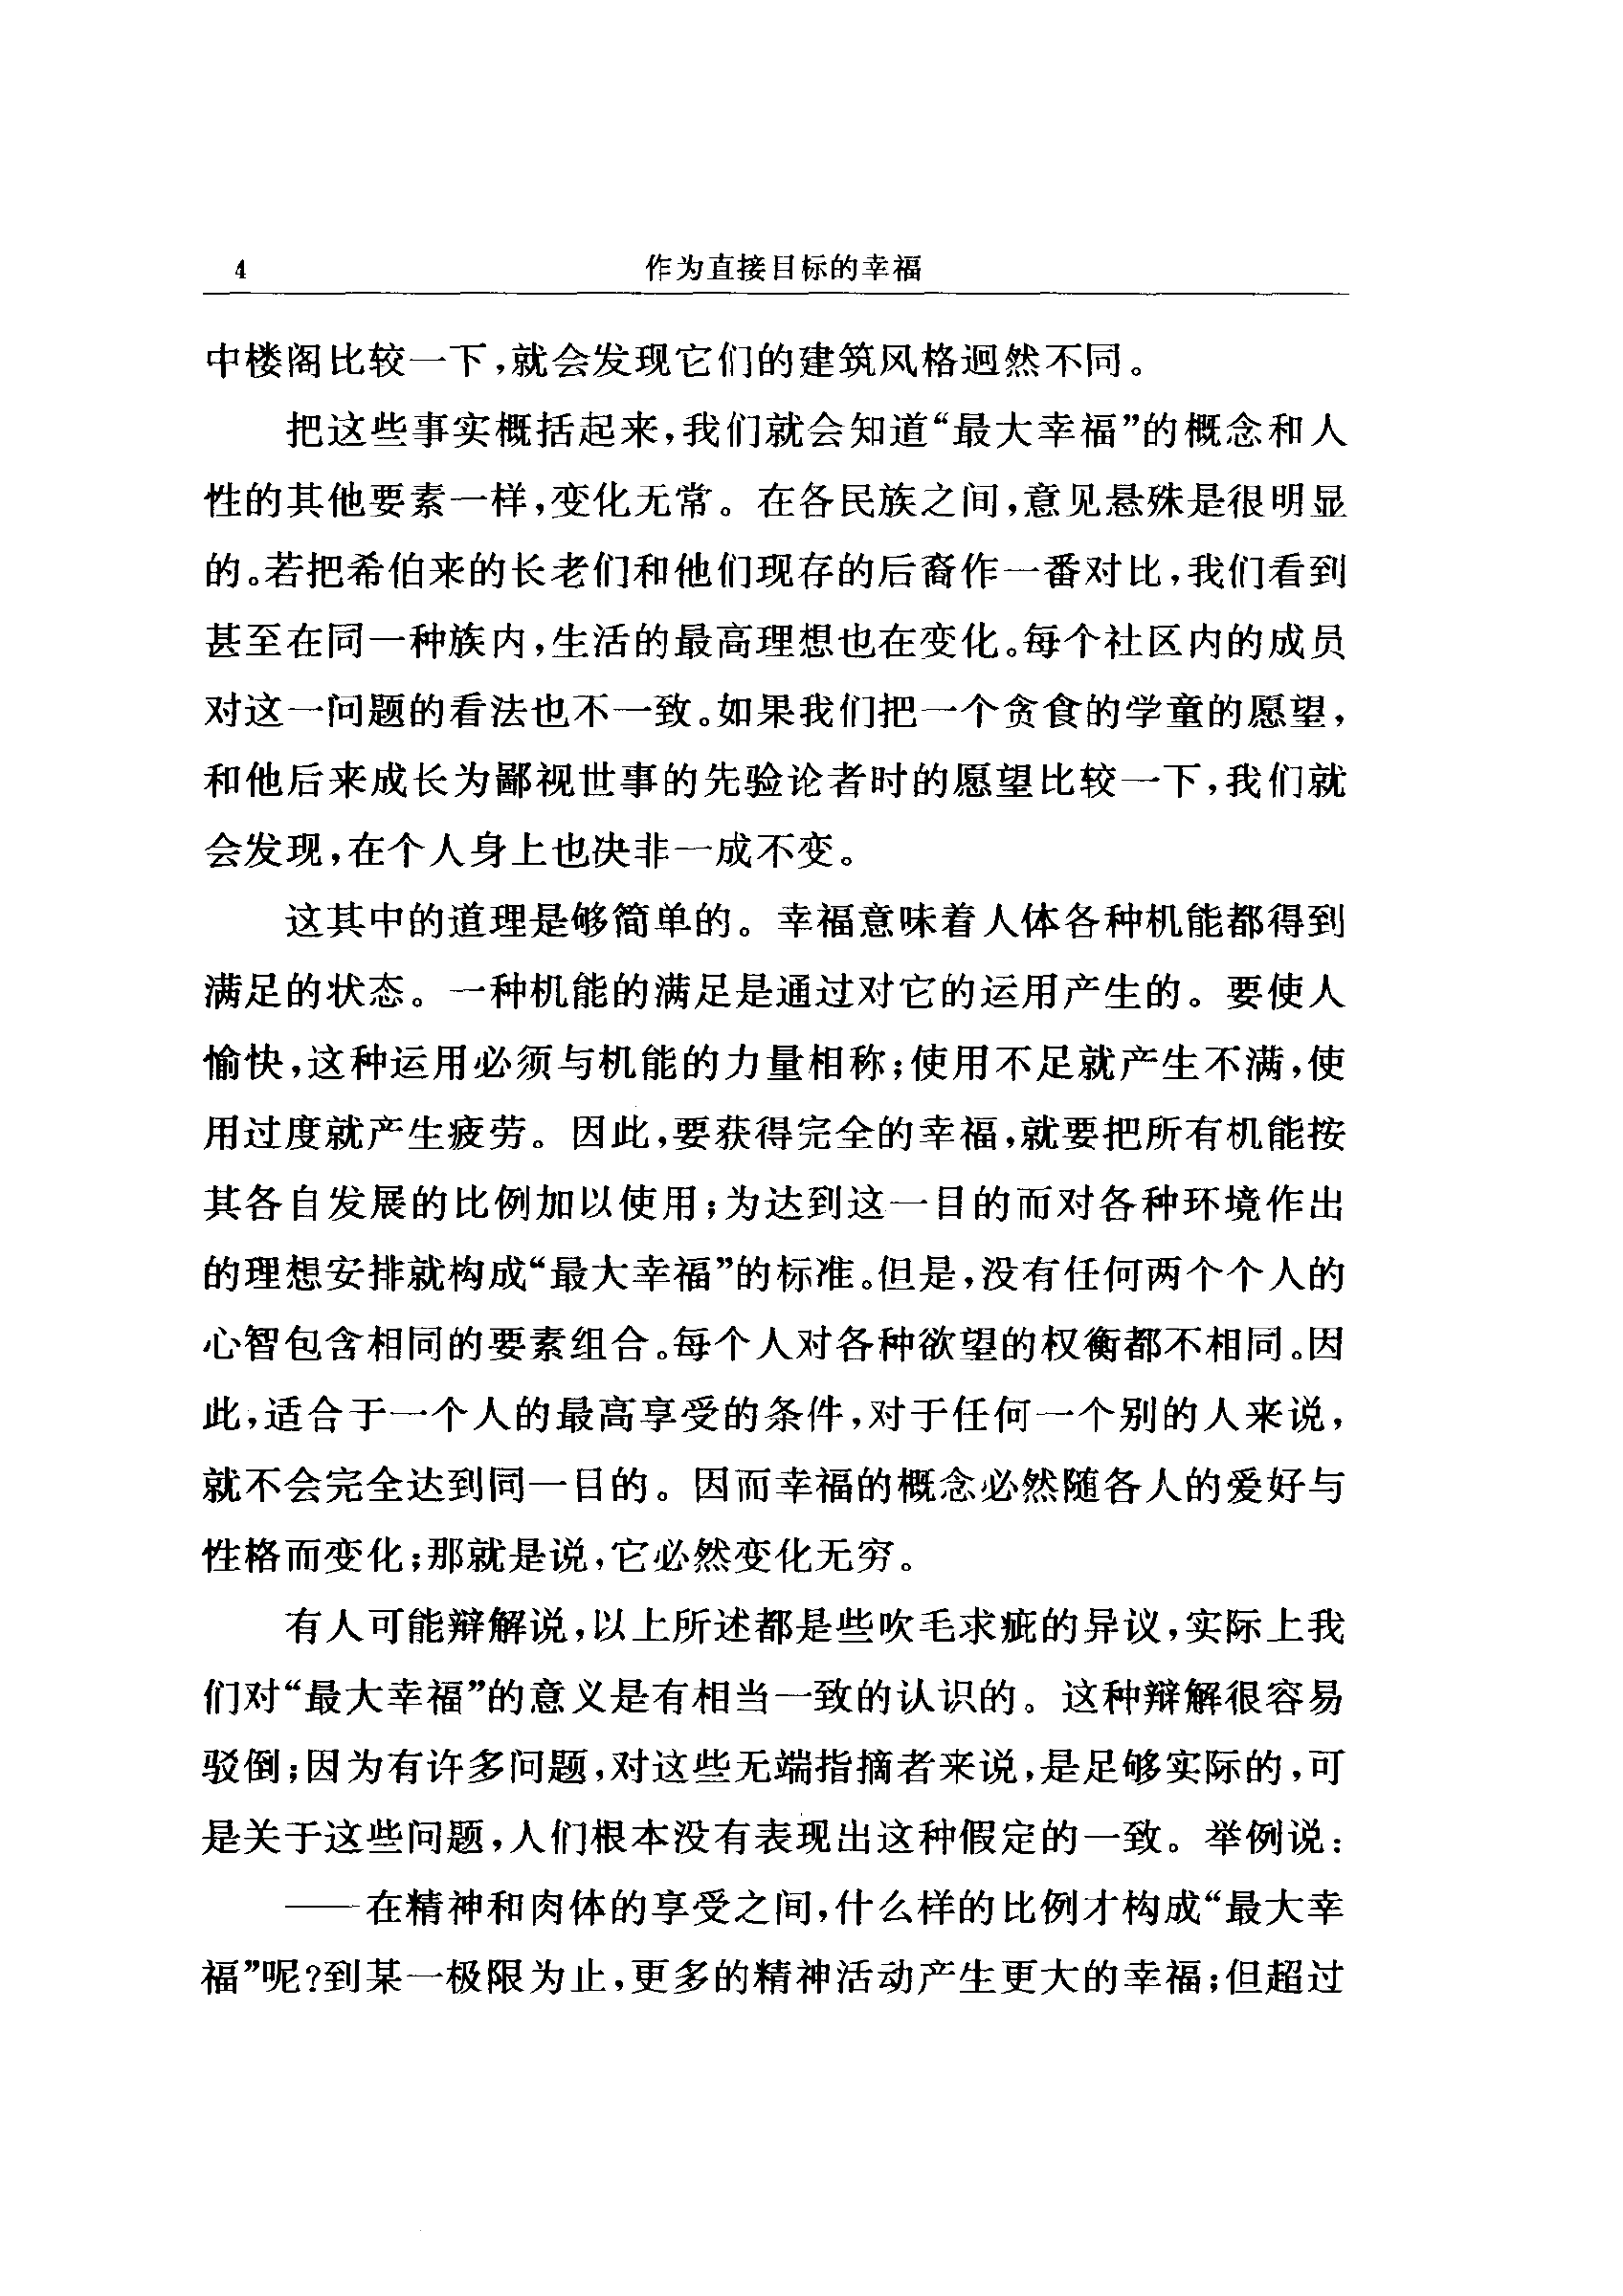 4
作为直接目标的幸福
中楼阁比较一下,就会发现它们的建筑风格迥然不同。
把这些事实概括起来,我们就会知道“最大幸福”的概念和人
性的其他要素一样,变化无常。在各民族之间,意见悬殊是很明显
的。若把希伯来的长老们和他们现存的后裔作一番对比,我们看到
甚至在同一种族内,生活的最高理想也在变化。每个社区内的成员
对这一问题的看法也不一致。如果我们把一个贪食的学童的愿望,
和他后来成长为鄙视世事的先验论者时的愿望比较一下,我们就
会发现,在个人身上也决非一成不变。
这其中的道理是够简单的。幸福意味着人体各种机能都得到
满足的状态。一种机能的满足是通过对它的运用产生的。要使人
愉快,这种运用必须与机能的力量相称;使用不足就产生不满,使
用过度就产生疲劳。因此,要获得完全的幸福,就要把所有机能按
其各自发展的比例加以使用;为达到这一目的而对各种环境作出
的理想安排就构成“最大幸福”的标准。但是,没有任何两个个人的
心智包含相同的要素组合。每个人对各种欲望的权衡都不相同。因
此,适合于一个人的最高享受的条件,对于任何一个别的人来说,
就不会完全达到同一目的。因而幸福的概念必然随各人的爱好与
性格而变化;那就是说,它必然变化无穷。
有人可能辩解说,以上所述都是些吹毛求疵的异议,实际上我
们对“最大幸福”的意义是有相当一致的认识的。这种辩解很容易
驳倒;因为有许多问题,对这些无端指摘者来说,是足够实际的,可
是关于这些问题,人们根本没有表现出这种假定的一致。举例说:
——在精神和肉体的享受之间,什么样的比例才构成“最大幸
福”呢?到某一极限为止,更多的精神活动产生更大的幸福;但超过